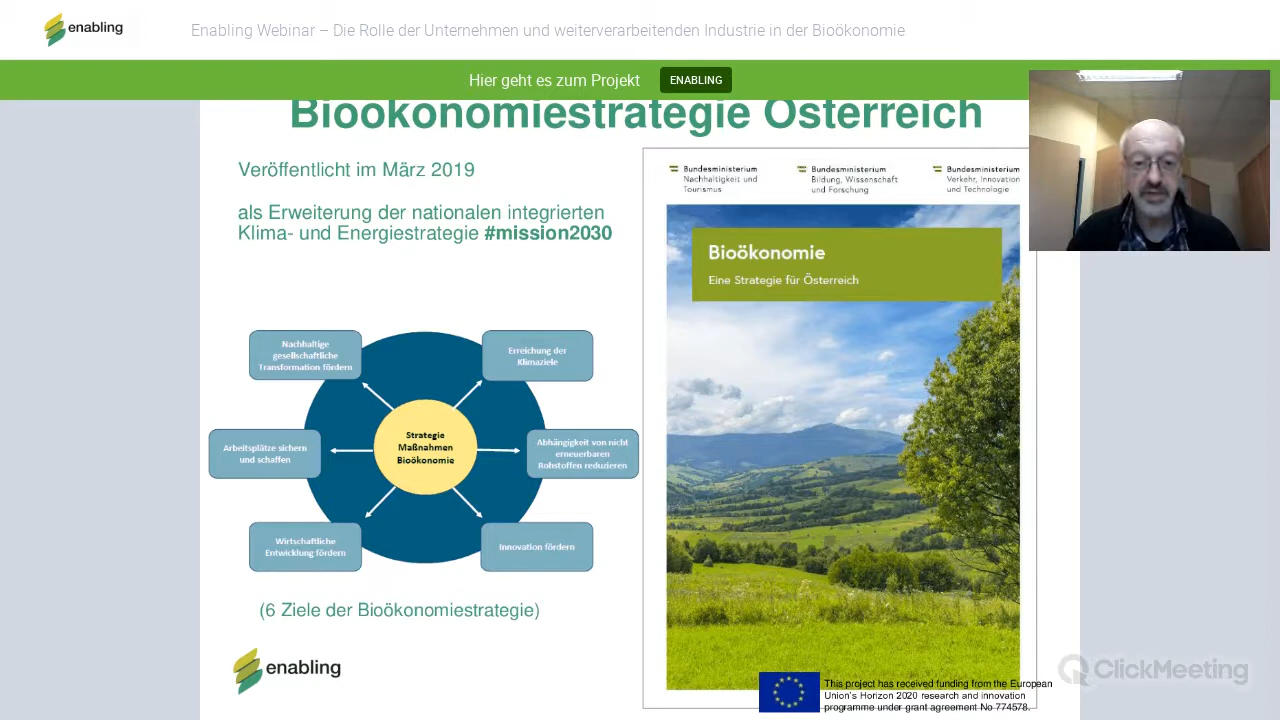 enabling
Enabling Webinar – Die Rolle der Unternehmen und weiterverarbeitenden Industrie in der Bioökonomie
Hier geht es zum Projekt
ENABLING
Bioökonomiestrategie Österreich
Veröffentlicht im März 2019
als Erweiterung der nationalen integrierten
Klima- und Energiestrategie #mission2030
Nachhaltige
gesellschaftliche
Transformation fördern
Erreichung der
Klimaziele
Arbeitsplätze sichern
und schaffen
Strategie
Maßnahmen
Bioökonomie
Abhängigkeit von nicht
erneuerbaren
Rohstoffen reduzieren
Wirtschaftliche
Entwicklung fördern
Innovation fördern
(6 Ziele der Bioökonomiestrategie)
enabling
Bundesministerium
Nachhaltigkeit und
Tourismus
Bundesministerium
Bildung, Wissenschaft
und Forschung
Bundesministerium
Verkehr, Innovation
und Technologie
Bioökonomie
Eine Strategie für Österreich
This project has received funding from the European
Union's Horizon 2020 research and innovation
programme under grant agreement No 774578.
ClickMeeting